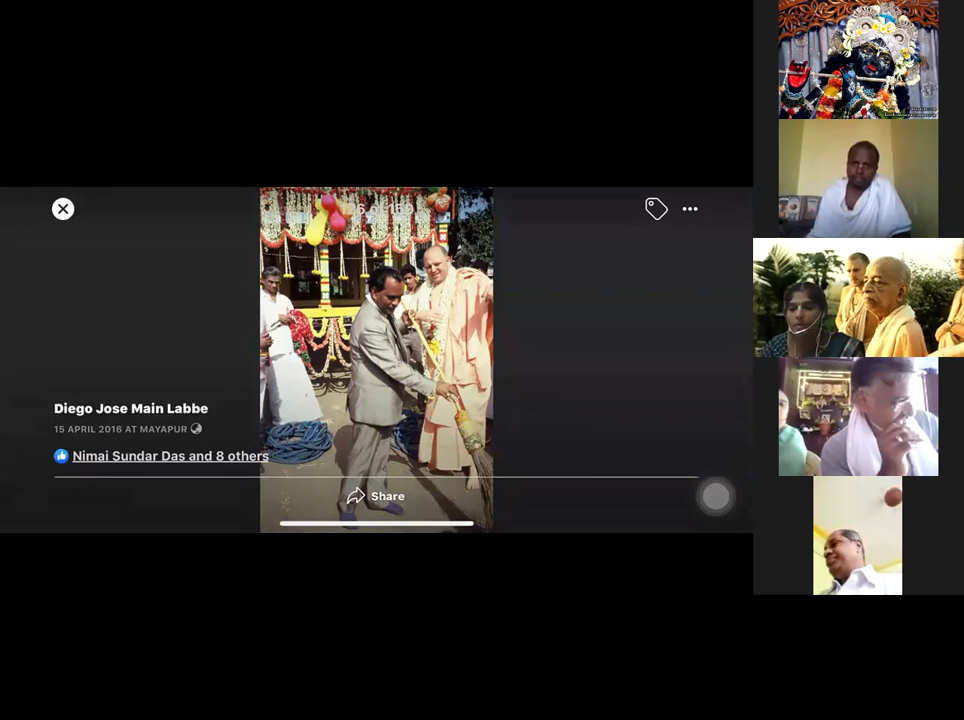 Diego Jose Main Labbe
15 APRIL 2016 AT MAYAPUR
Nimai Sundar Das and 8 others
Share